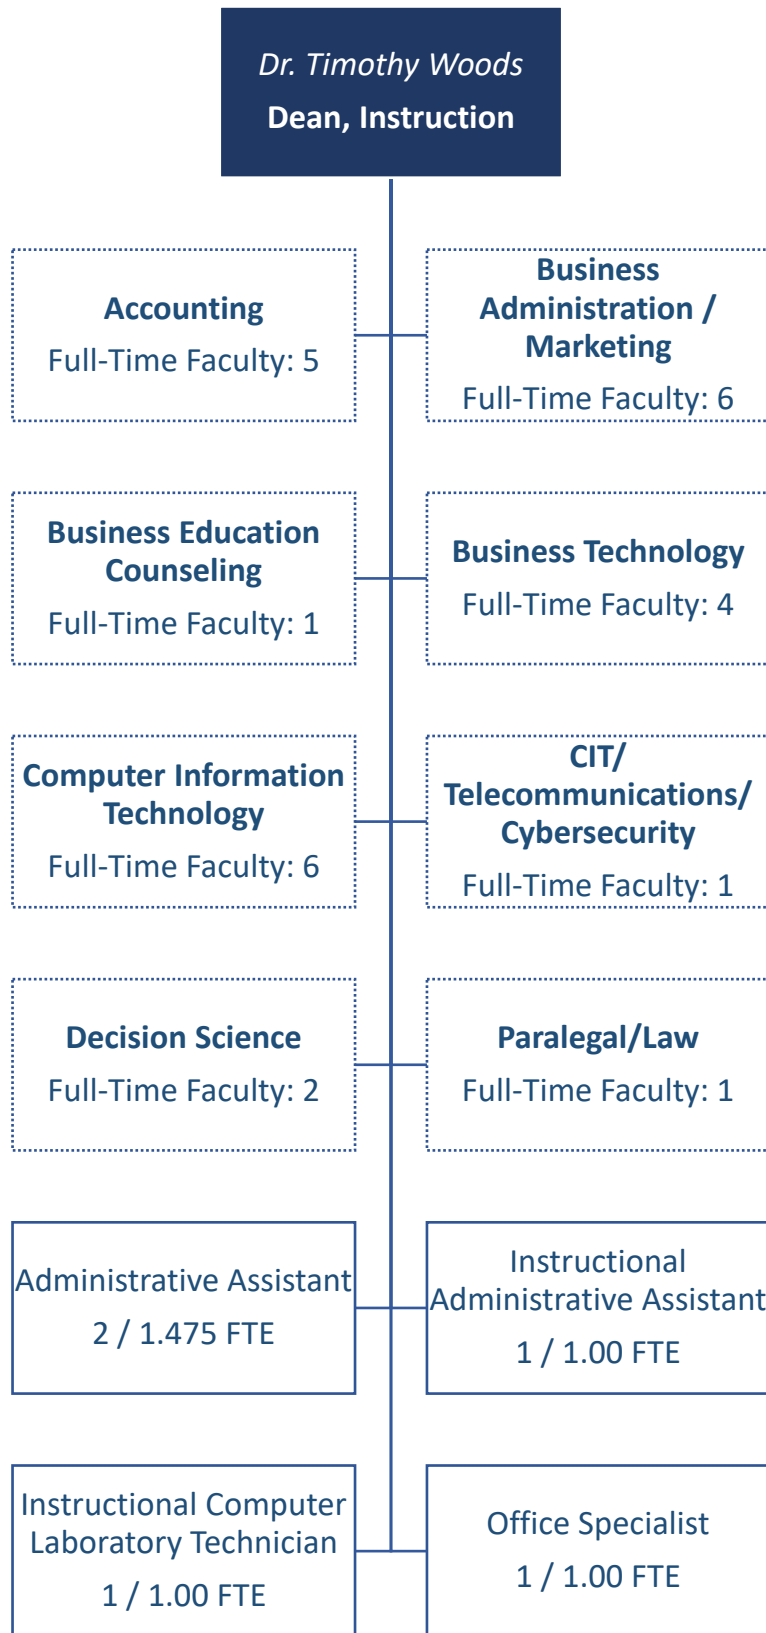 Dr. Timothy Woods
Dean, Instruction
Accounting
Full-Time Faculty: 5
Business
Administration /
Marketing
Full-Time Faculty: 6
Business Education
Counseling
Full-Time Faculty: 1
Business Technology
Full-Time Faculty: 4
Computer Information
Technology
Full-Time Faculty: 6
CIT/
Telecommunications/
Cybersecurity
Full-Time Faculty: 1
Decision Science
Full-Time Faculty: 2
Paralegal/Law
Full-Time Faculty: 1
Administrative Assistant
2 / 1.475 FTE
Instructional
Administrative Assistant
1 / 1.00 FTE
Instructional Computer
Laboratory Technician
1 / 1.00 FTE
Office Specialist
1 / 1.00 FTE